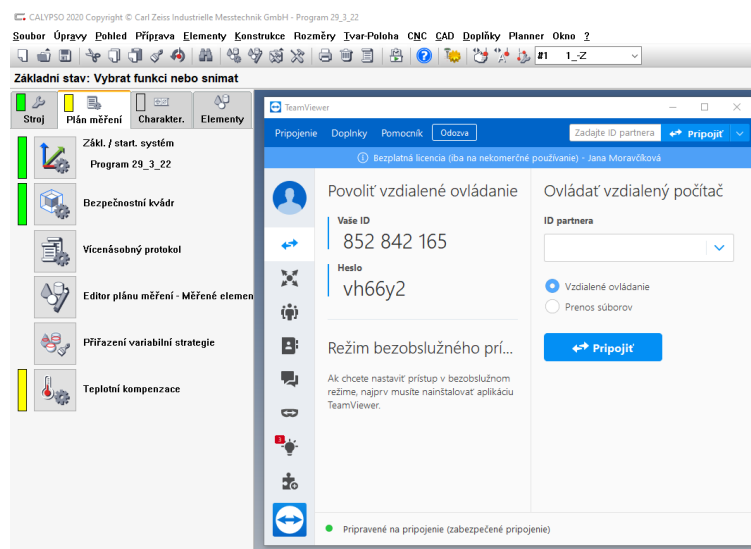 CALYPSO 2020 Copyright © Carl Zeiss Industrielle Messtechnik GmbH - Program 29_3_22
Soubor Úpravy Pohled Příprava Elementy Konstrukce Rozměry Tvar-Poloha CNC CAD Doplňky Planner Okno ?
#1 1_-Z
Základní stav: Vybrat funkci nebo snímat
Stroj Plán měření Charakter. Elementy
Zákl. / start. systém
Program 29_3_22
Bezpečnostní kvádr
Vícenásobný protokol
Editor plánu měření - Měřené elemen
Přiřazení variabilní strategie
Teplotní kompenzace
TeamViewer
Pripojenie Doplnky Pomocník Odozva Zadajte ID partnera Pripojiť
Bezplatná licencia (iba na nekomerčné používanie) - Jana Moravčíková
Povoliť vzdialené ovládanie
Vaše ID
852 842 165
Heslo
vh66y2
Režim bezobslužného prí...
Ak chcete nastaviť prístup v bezobslužnom
režime, najprv musíte nainštalovať aplikáciu
TeamViewer.
Ovládať vzdialený počítač
ID partnera
Vzdialené ovládanie
Prenos súborov
Pripojiť
3
Pripravené na pripojenie (zabezpečené pripojenie)